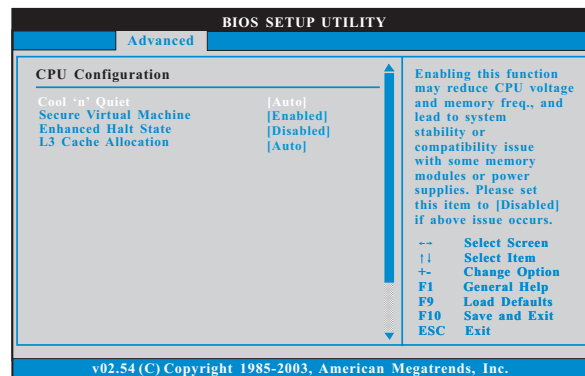 BIOS SETUP UTILITY
Advanced
CPU Configuration
Cool ‘n’ Quiet [Auto]
Secure Virtual Machine [Enabled]
Enhanced Halt State [Disabled]
L3 Cache Allocation [Auto]
Enabling this function
may reduce CPU voltage
and memory freq., and
lead to system
stability or
compatibility issue
with some memory
modules or power
supplies. Please set
this item to [Disabled]
if above issue occurs.
←→ Select Screen
↑↓ Select Item
+- Change Option
F1 General Help
F9 Load Defaults
F10 Save and Exit
ESC Exit
v02.54 (C) Copyright 1985-2003, American Megatrends, Inc.